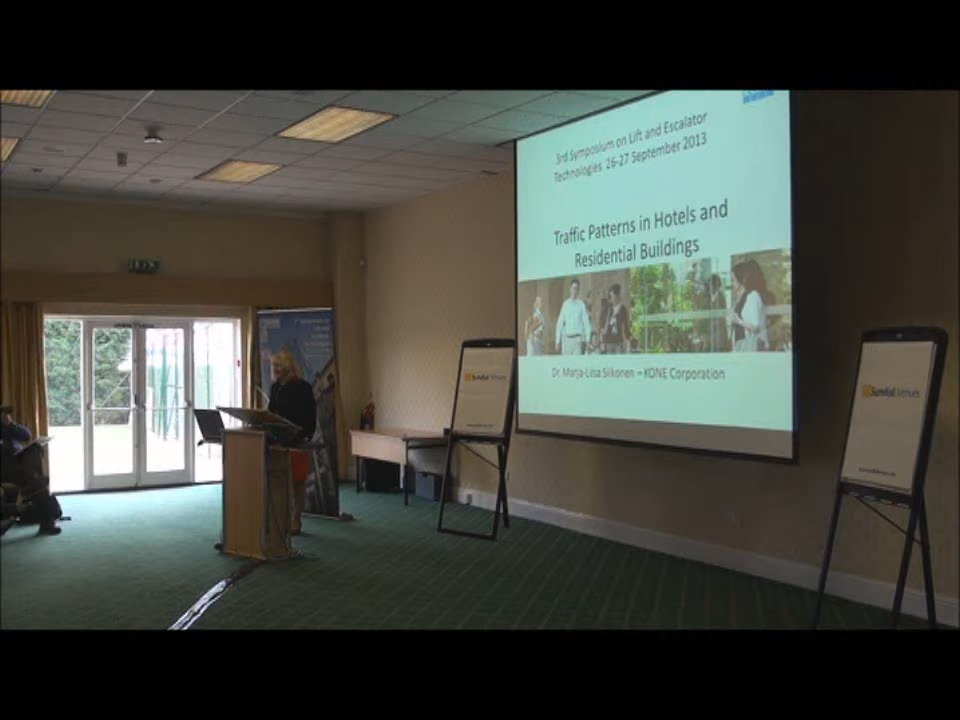 3rd Symposium on Lift and Escalator
Technologies 26-27 September 2013
Traffic Patterns in Hotels and
Residential Buildings
Dr. Marja-Liisa Siikonen – KONE Corporation
Sundial Venues
Sundial Venues